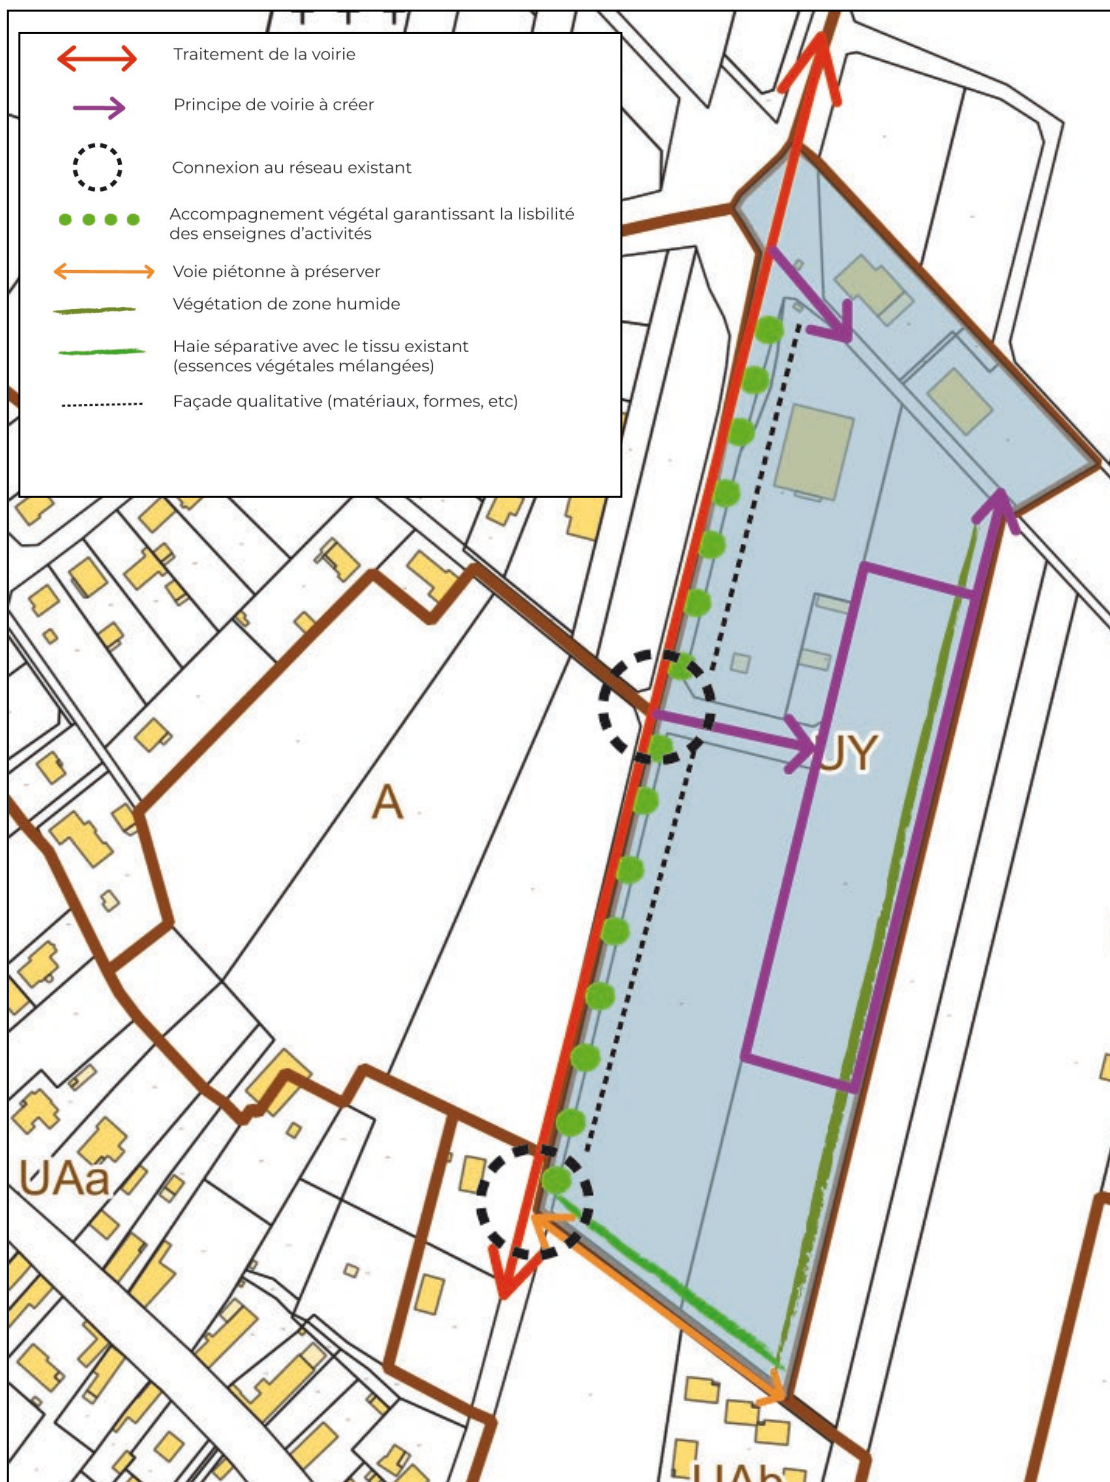 Traitement de la voirie
Principe de voirie à créer
Connexion au réseau existant
Accompagnement végétal garantissant la lisbilité
des enseignes d'activités
Voie piétonne à préserver
Végétation de zone humide
Haie séparative avec le tissu existant
(essences végétales mélangées)
Façade qualitative (matériaux, formes, etc)
UY
A
UAa
UAb